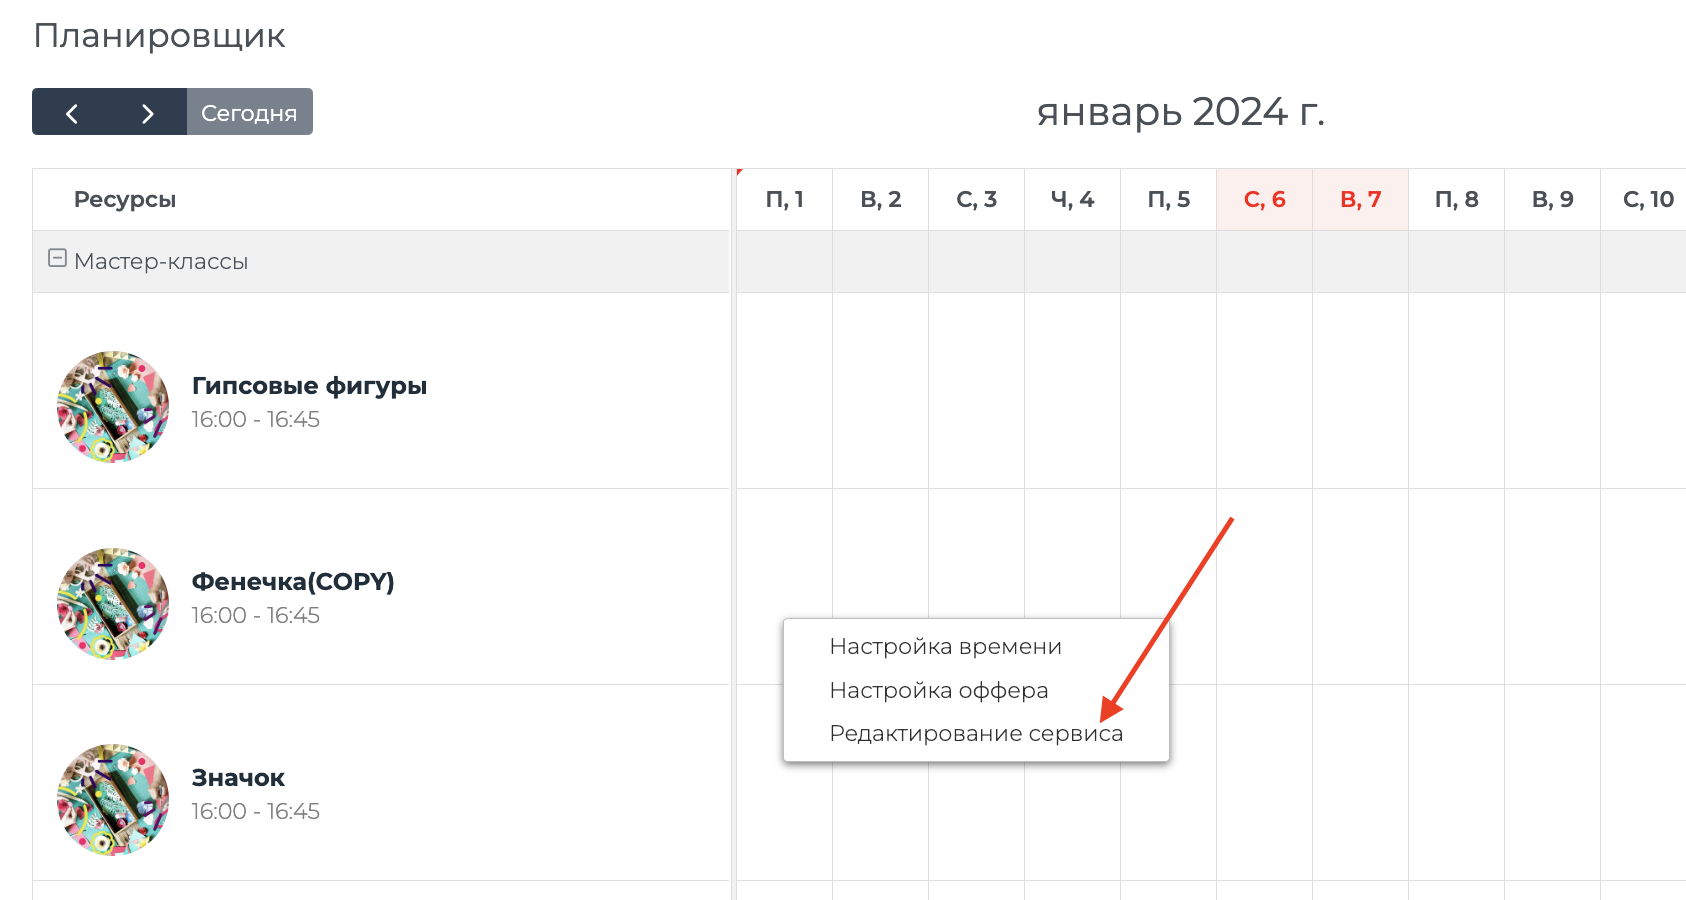 Планировщик
Сегодня
январь 2024 г.
Ресурсы
П, 1
В, 2
С, 3
Ч, 4
П, 5
С, 6
В, 7
П, 8
В, 9
С, 10
Мастер-классы
Гипсовые фигуры
16:00 - 16:45
Фенечка(COPY)
16:00 - 16:45
Настройка времени
Настройка оффера
Редактирование сервиса
Значок
16:00 - 16:45